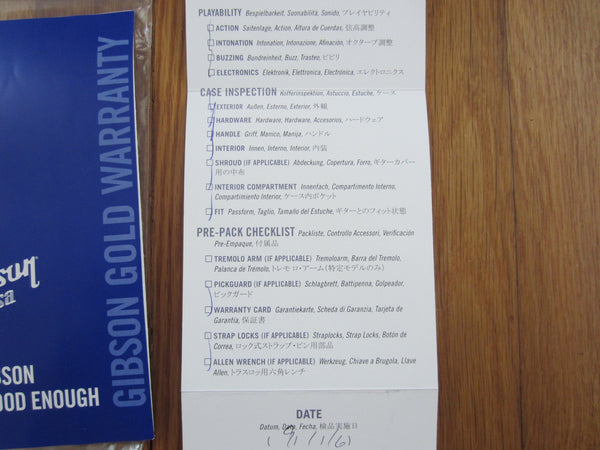 PLAYABILITY Bespielbarkeit, Suonabilità, Sonido, プレイヤビリティ
ACTION Saitenlage, Action, Altura de Cuerdas, 弦高調整
INTONATION Intonation, Intonazione, Afinación, オクターブ調整
BUZZING Bundreinheit, Buzz, Trasteo, ビビリ
ELECTRONICS Elektronik, Elettronica, Electrónica, エレクトロニクス
CASE INSPECTION Kofferinspektion, Astuccio, Estuche, ケース
EXTERIOR Außen, Esterno, Exterior, 外観
HARDWARE Hardware, Hardware, Accesorios, ハードウェア
HANDLE Griff, Manico, Manija, ハンドル
INTERIOR Innen, Interno, Interior, 内装
SHROUD (IF APPLICABLE) Abdeckung, Copertura, Forro, ギターカバー
用の中布
INTERIOR COMPARTMENT Innenfach, Compartimento Interno,
Compartimento Interior, ケース内ポケット
FIT Passform, Taglio, Tamaño del Estuche, ギターとのフィット状態
PRE-PACK CHECKLIST Packliste, Controllo Accessori, Verificación
Pre-Empaque, 付属品
TREMOLO ARM (IF APPLICABLE) Tremoloarm, Barra del Tremolo,
Palanca de Trémolo, トレモロ・アーム(特定モデルのみ)
PICKGUARD (IF APPLICABLE) Schlagbrett, Battipenna, Golpeador,
ピックガード
WARRANTY CARD Garantiekarte, Scheda di Garanzia, Tarjeta de
Garantía, 保証書
STRAP LOCKS (IF APPLICABLE) Straplocks, Strap Locks, Botón de
Correa, ロック式ストラップ・ピン用部品
ALLEN WRENCH (IF APPLICABLE) Werkzeug, Chiave a Brugola, Llave
Allen, トラスロッ用六角レンチ
DATE
Datum, Data, Fecha, 検品実施日
GIBSON GOLD WARRANTY
son
sa
BSON
OOD ENOUGH